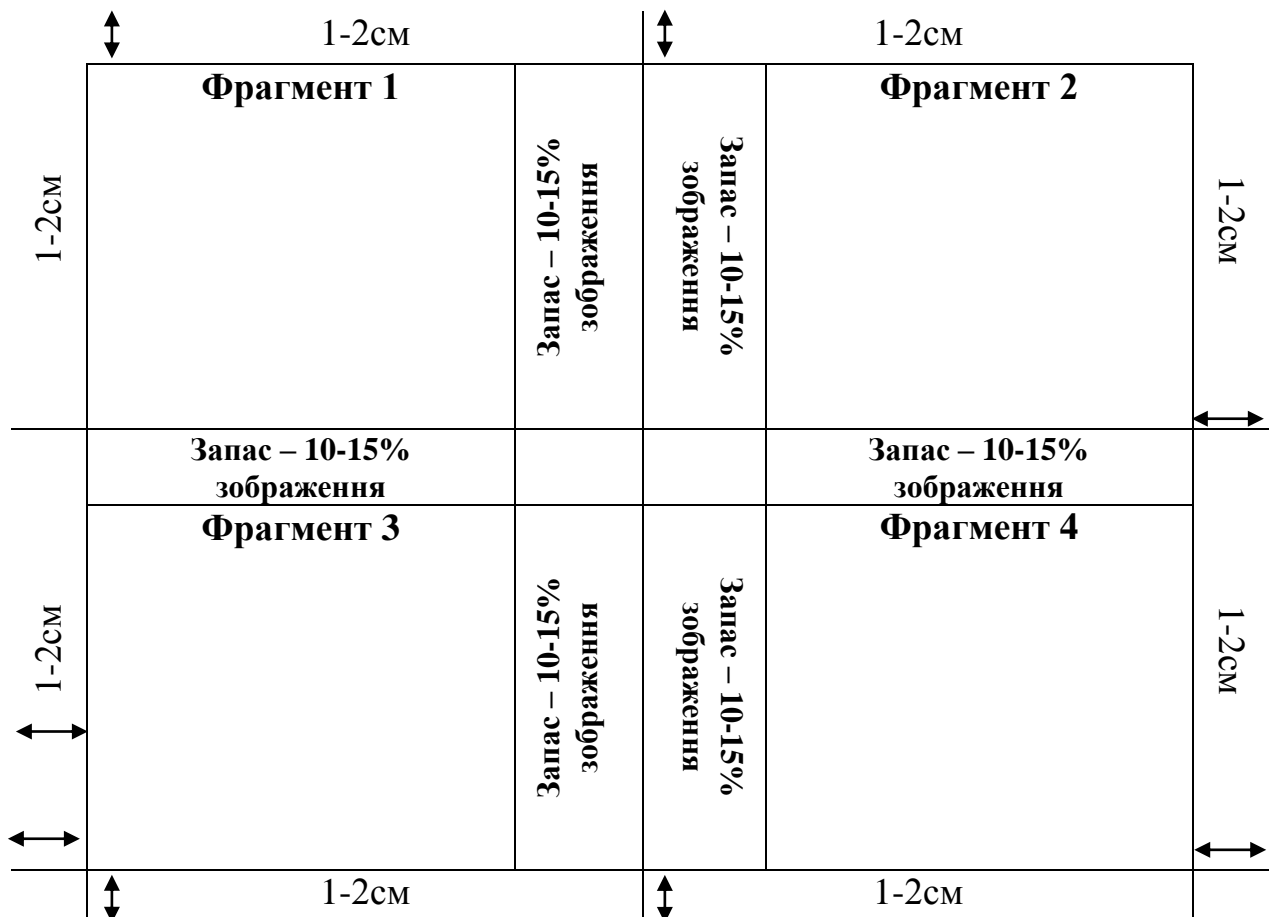 1-2см
1-2см
Фрагмент 1
Фрагмент 2
1-2см
Запас – 10-15%
зображення
Запас – 10-15%
зображення
1-2см
Запас – 10-15%
зображення
Запас – 10-15%
зображення
Фрагмент 3
Фрагмент 4
1-2см
Запас – 10-15%
зображення
Запас – 10-15%
зображення
1-2см
1-2см
1-2см